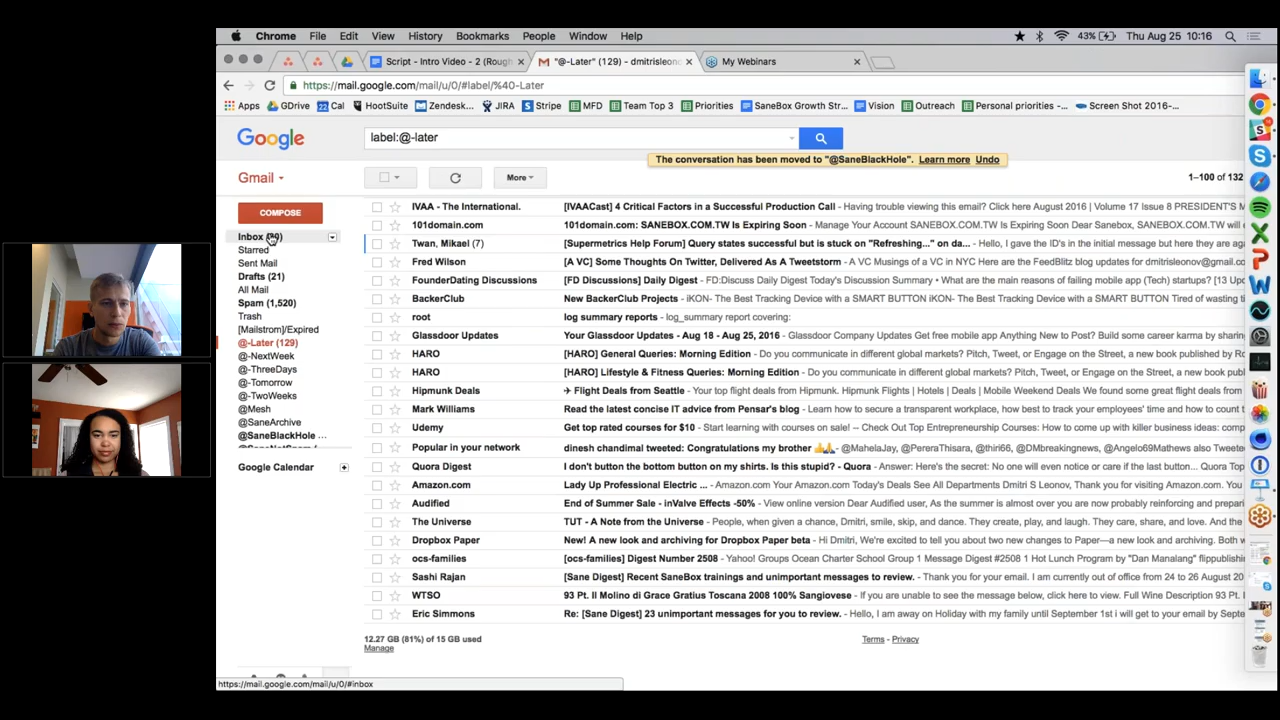 Chrome File Edit View History Bookmarks People Window Help 43% Thu Aug 25 10:16
Script - Intro Video - 2 (Rough × "@-Later" (129) - dmitrisleono × My Webinars ×
https://mail.google.com/mail/u/0/#label/%40-Later
Apps GDrive 22 Cal HootSuite Zendesk... JIRA Stripe MFD Team Top 3 Priorities SaneBox Growth Str... Vision Outreach Personal priorities -... Screen Shot 2016-...
Google label:@-later
The conversation has been moved to "@SaneBlackHole". Learn more Undo
Gmail More 1–100 of 132
COMPOSE
Inbox
Starred
Sent Mail
Drafts (21)
All Mail
Spam (1,520)
Trash
[Mailstrom]/Expired
@-Later (129)
@-NextWeek
@-ThreeDays
@-Tomorrow
@-TwoWeeks
@Mesh
@SaneArchive
@SaneBlackHole ...
Google Calendar
IVAA - The International. [IVAACast] 4 Critical Factors in a Successful Production Call - Having trouble viewing this email? Click here August 2016 | Volume 17 Issue 8 PRESIDENT'S M
101domain.com 101domain.com: SANEBOX.COM.TW Is Expiring Soon - Manage Your Account SANEBOX.COM.TW Is Expiring Soon Dear Sanebox, Your domain will e
Twan, Mikael (7) [Supermetrics Help Forum] Query states successful but is stuck on "Refreshing..." on da... - Hello, I gave the ID's in the initial message but here they are aga
Fred Wilson [A VC] Some Thoughts On Twitter, Delivered As A Tweetstorm - A VC Musings of a VC in NYC Here are the FeedBlitz blog updates for dmitrisleonov@gmail.co
FounderDating Discussions [FD Discussions] Daily Digest - FD:Discuss Daily Digest Today's Discussion Summary • What are the main reasons of failing mobile app (Tech) startups? [13 Up
BackerClub New BackerClub Projects - iKON- The Best Tracking Device with a SMART BUTTON iKON- The Best Tracking Device with a SMART BUTTON Tired of wasting ti
root log summary reports - log_summary report covering:
Glassdoor Updates Your Glassdoor Updates - Aug 18 - Aug 25, 2016 - Glassdoor Company Updates Get free mobile app Anything New to Post? Build some career karma by sharin
HARO [HARO] General Queries: Morning Edition - Do you communicate in different global markets? Pitch, Tweet, or Engage on the Street, a new book published by Ro
HARO [HARO] Lifestyle & Fitness Queries: Morning Edition - Do you communicate in different global markets? Pitch, Tweet, or Engage on the Street, a new bo
Hipmunk Deals ✈ Flight Deals from Seattle - Your top flight deals from Hipmunk. Hipmunk Flights | Hotels | Deals | Mobile Weekend Deals We found some great flight deals from
Mark Williams Read the latest concise IT advice from Pensar's blog - Learn how to secure a transparent workplace, how best to track your employees' time and how to count t
Udemy Get top rated courses for $10 - Start learning with courses on sale! -- Check Out Top Entrepreneurship Courses: How to come up with killer business ideas: comp
Popular in your network dinesh chandimal tweeted: Congratulations my brother 👍🙏 - @MahelaJay, @PereraThisara, @thiri66, @DMbreakingnews, @Angelo69Mathews also Tweetec
Quora Digest I don't button the bottom button on my shirts. Is this stupid? - Quora - Answer: Here's the secret: No one will even notice or care if the last button... Quora Top
Amazon.com Lady Up Professional Electric ... - Amazon.com Your Amazon.com Today's Deals See All Departments Dmitri S Leonov, Thank you for visiting Amazon.com. You
Audified End of Summer Sale - inValve Effects -50% - View online version Dear Audified user, As the summer is almost over you are now probably reinforcing and prepari
The Universe TUT - A Note from the Universe - People, when given a chance, Dmitri, smile, skip, and dance. They create, play, and laugh. They care, share, and love. And the
Dropbox Paper New! A new look and archiving for Dropbox Paper beta - Hi Dmitri, We're excited to tell you about two new changes to Paper—a new look and archiving. Both w
ocs-families [ocs-families] Digest Number 2508 - Yahoo! Groups Ocean Charter School Group 1 Message Digest #2508 1 Hot Lunch Program by "Dan Manalang" flippublishing
Sashi Rajan [Sane Digest] Recent SaneBox trainings and unimportant messages to review. - Thank you for your email. I am currently out of office from 24 to 26 August 20
WTSO 93 Pt. Il Molino di Grace Gratius Toscana 2008 100% Sangiovese - If you are unable to see the message below, click here to view. Full Wine Description 93 Pt. I
Eric Simmons Re: [Sane Digest] 23 unimportant messages for you to review. - Hello, I am away on Holiday with my family until September 1st i will get to your email by Septem
12.27 GB (81%) of 15 GB used
Manage
Terms - Privacy
https://mail.google.com/mail/u/0/#inbox